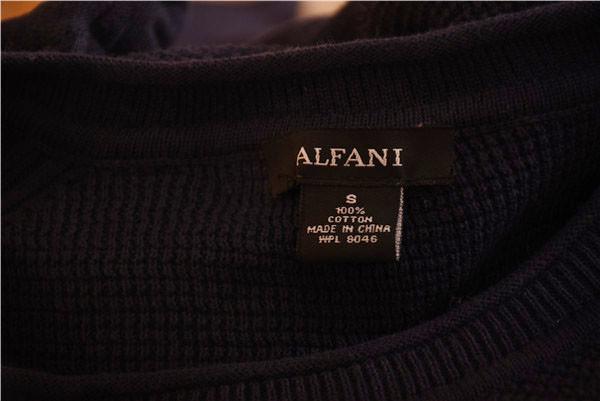 ALFANI
S
100%
COTTON
MADE IN CHINA
WPL 8046